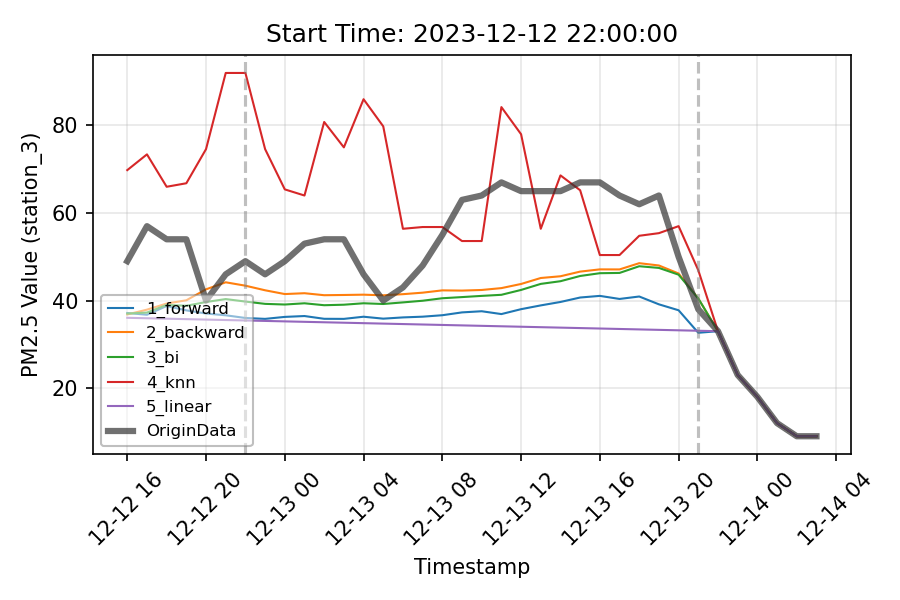 Start Time: 2023-12-12 22:00:00
PM2.5 Value (station_3)
80
60
40
20
1_forward
2_backward
3_bi
4_knn
5_linear
OriginData
12-12 16
12-12 20
12-13 00
12-13 04
12-13 08
12-13 12
12-13 16
12-13 20
12-14 00
12-14 04
Timestamp